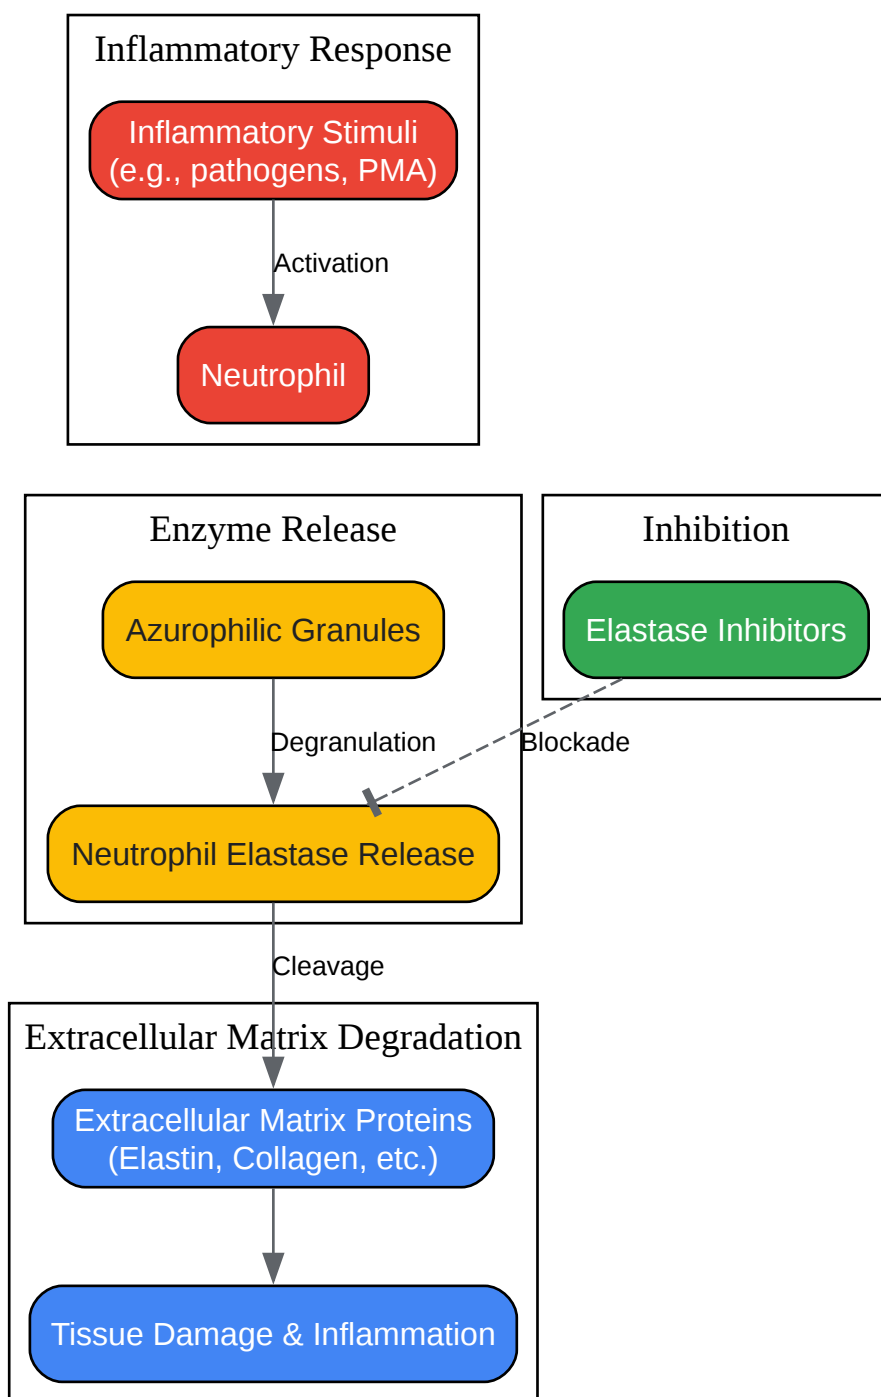 Inflammatory Response
Inflammatory Stimuli
(e.g., pathogens, PMA)
Activation
Neutrophil
Enzyme Release
Inhibition
Azurophilic Granules
Elastase Inhibitors
Degranulation
Blockade
Neutrophil Elastase Release
Cleavage
Extracellular Matrix Degradation
Extracellular Matrix Proteins
(Elastin, Collagen, etc.)
Tissue Damage & Inflammation